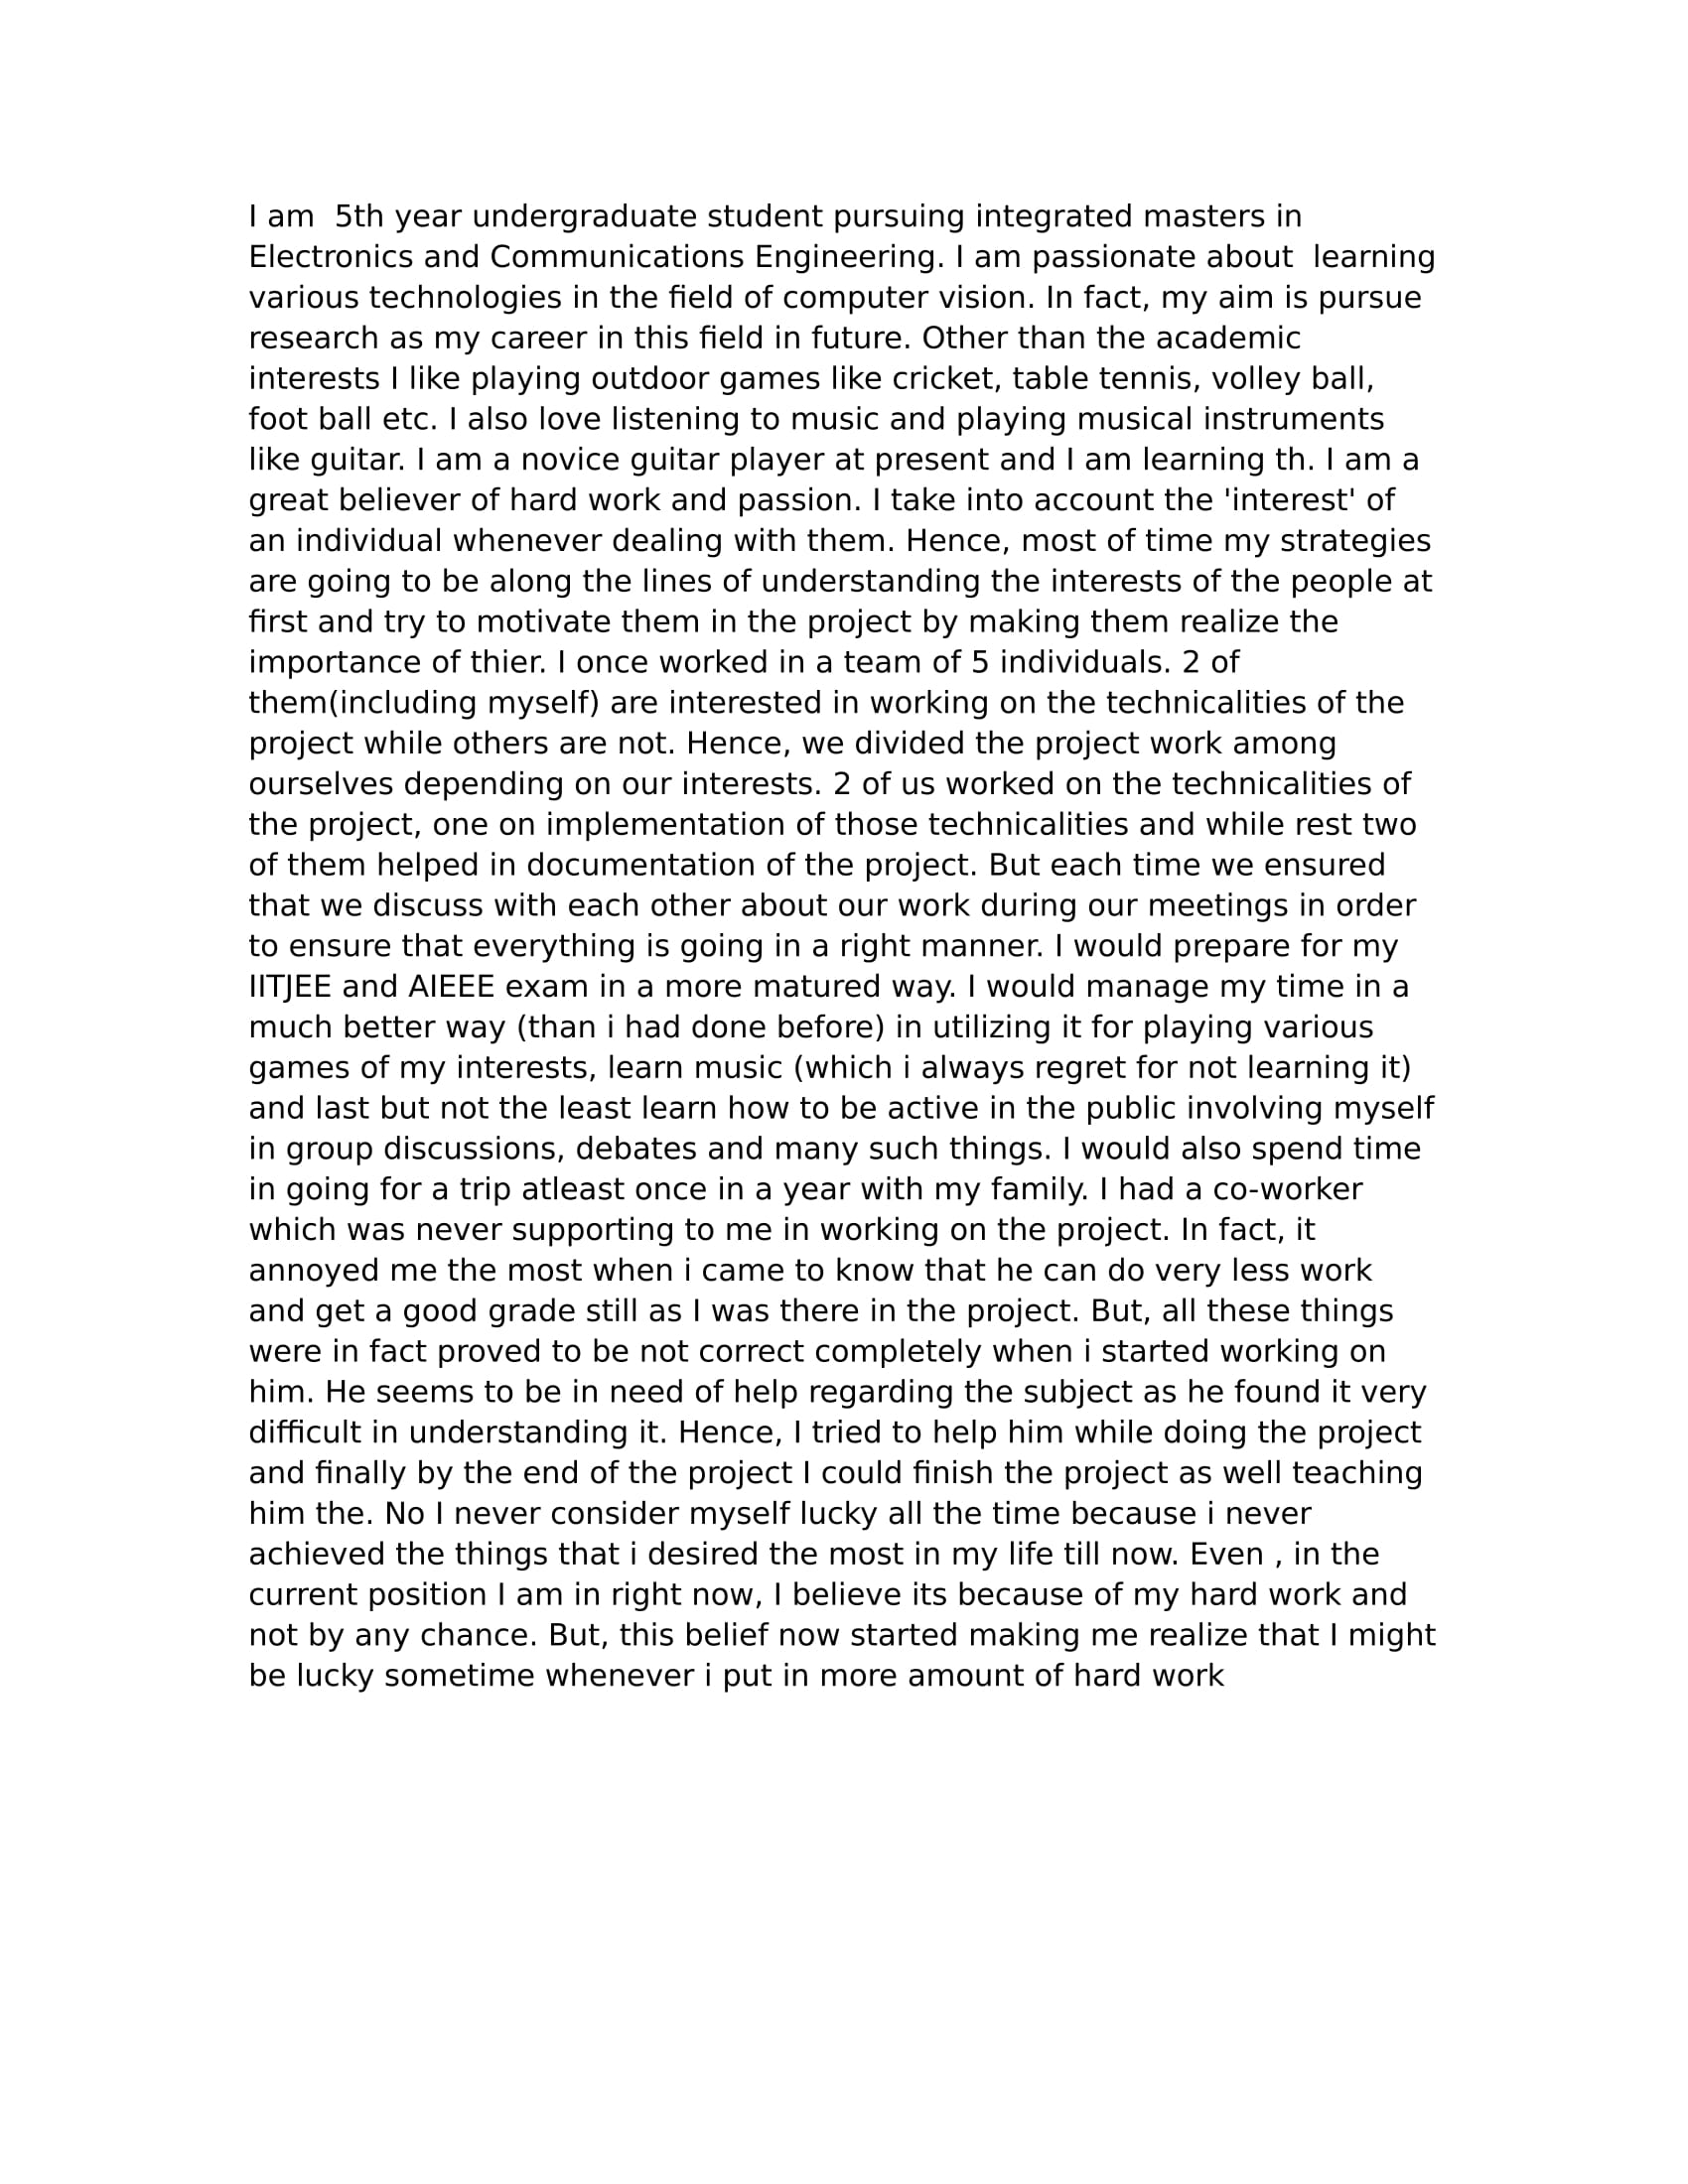 I am  5th year undergraduate student pursuing integrated masters in
Electronics and Communications Engineering. I am passionate about  learning
various technologies in the field of computer vision. In fact, my aim is pursue
research as my career in this field in future. Other than the academic
interests I like playing outdoor games like cricket, table tennis, volley ball,
foot ball etc. I also love listening to music and playing musical instruments
like guitar. I am a novice guitar player at present and I am learning th. I am a
great believer of hard work and passion. I take into account the 'interest' of
an individual whenever dealing with them. Hence, most of time my strategies
are going to be along the lines of understanding the interests of the people at
first and try to motivate them in the project by making them realize the
importance of thier. I once worked in a team of 5 individuals. 2 of
them(including myself) are interested in working on the technicalities of the
project while others are not. Hence, we divided the project work among
ourselves depending on our interests. 2 of us worked on the technicalities of
the project, one on implementation of those technicalities and while rest two
of them helped in documentation of the project. But each time we ensured
that we discuss with each other about our work during our meetings in order
to ensure that everything is going in a right manner. I would prepare for my
IITJEE and AIEEE exam in a more matured way. I would manage my time in a
much better way (than i had done before) in utilizing it for playing various
games of my interests, learn music (which i always regret for not learning it)
and last but not the least learn how to be active in the public involving myself
in group discussions, debates and many such things. I would also spend time
in going for a trip atleast once in a year with my family. I had a co-worker
which was never supporting to me in working on the project. In fact, it
annoyed me the most when i came to know that he can do very less work
and get a good grade still as I was there in the project. But, all these things
were in fact proved to be not correct completely when i started working on
him. He seems to be in need of help regarding the subject as he found it very
difficult in understanding it. Hence, I tried to help him while doing the project
and finally by the end of the project I could finish the project as well teaching
him the. No I never consider myself lucky all the time because i never
achieved the things that i desired the most in my life till now. Even , in the
current position I am in right now, I believe its because of my hard work and
not by any chance. But, this belief now started making me realize that I might
be lucky sometime whenever i put in more amount of hard work